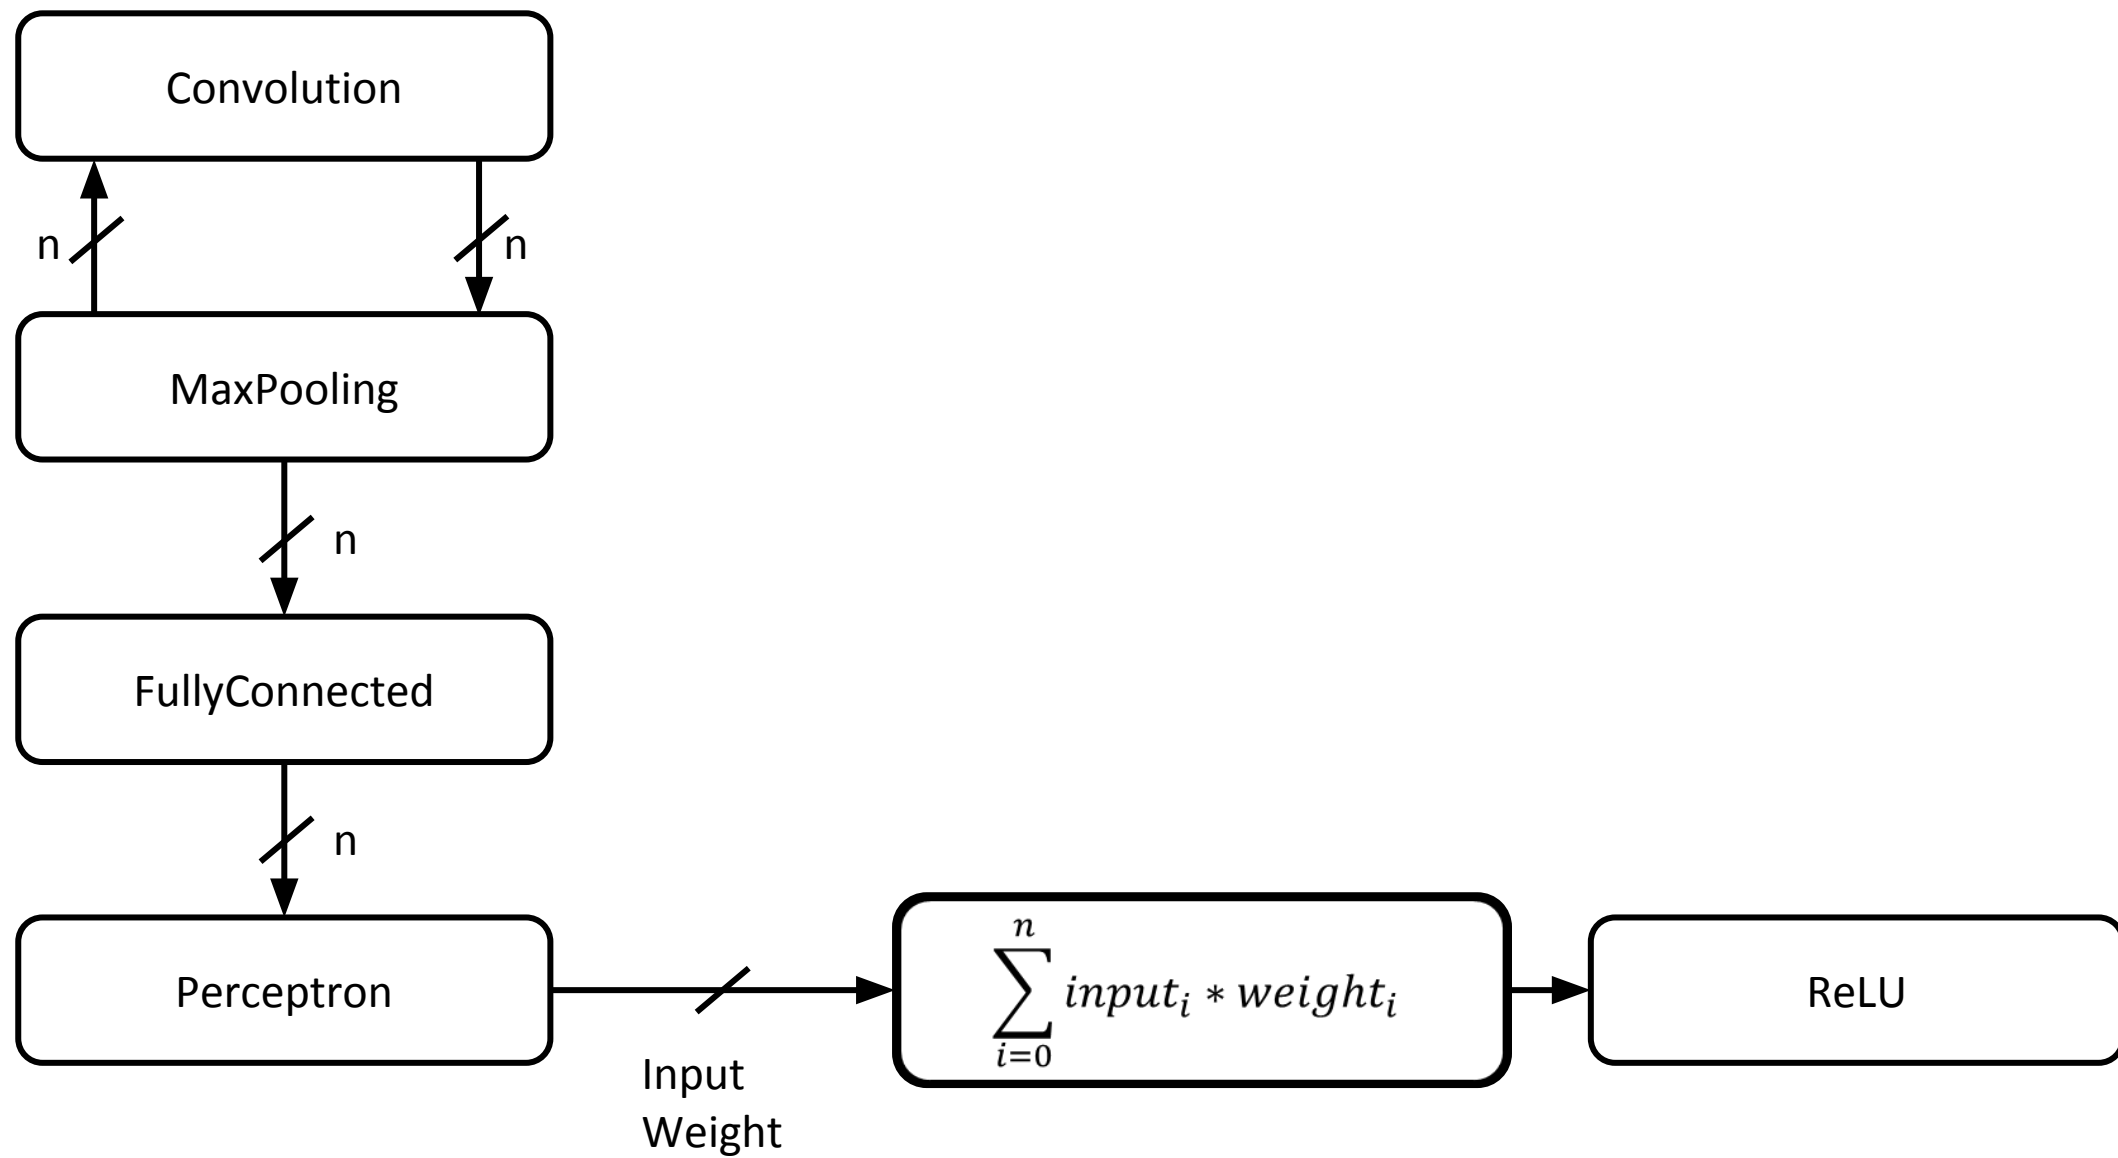 Convolution
n n
MaxPooling
n
FullyConnected
n
Perceptron
Input
Weight
n
∑ input_i * weight_i
i=0
ReLU